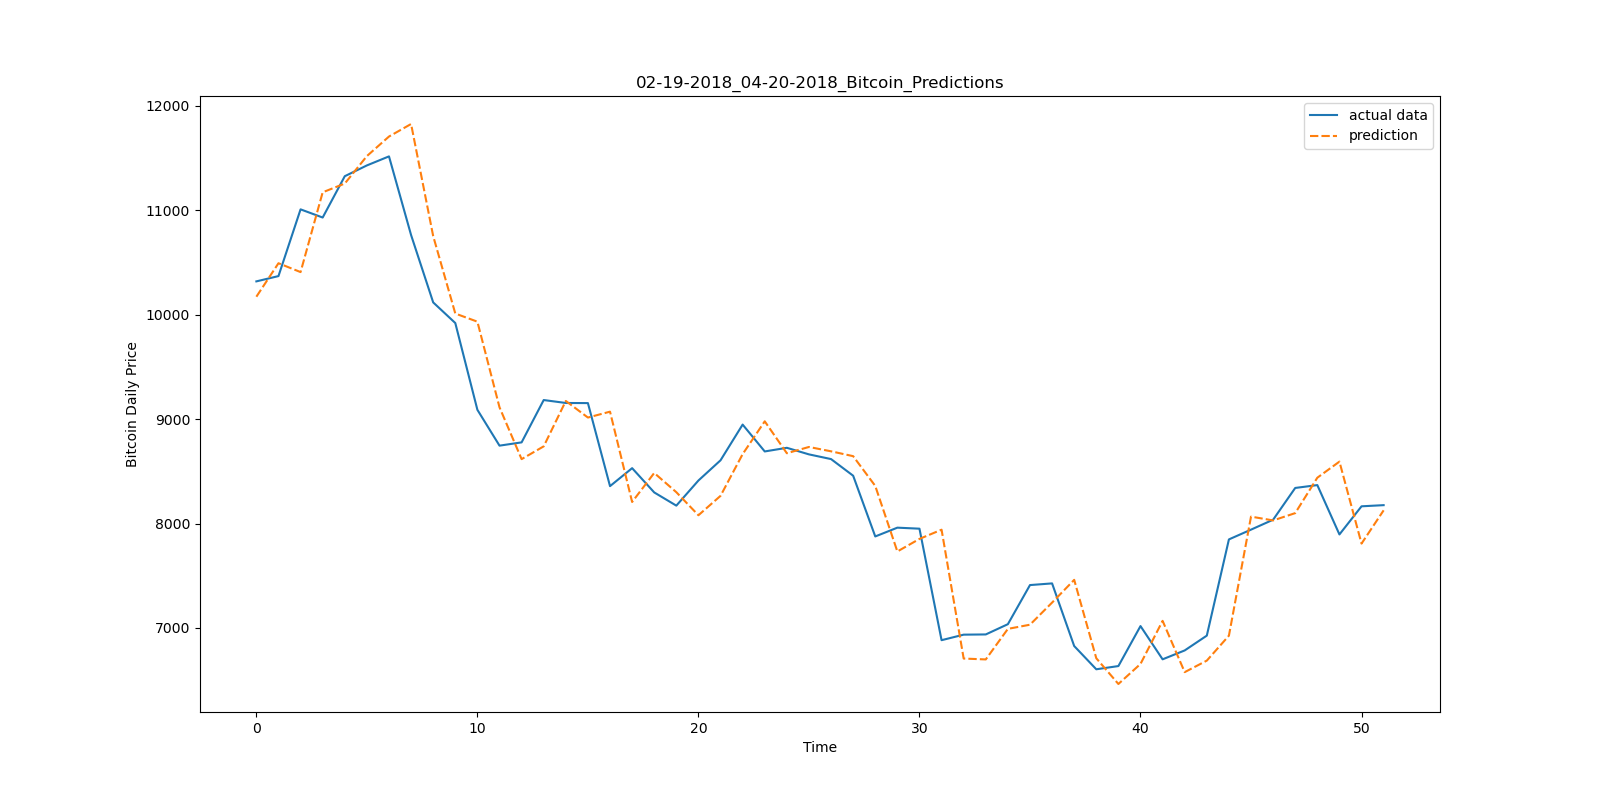 02-19-2018_04-20-2018_Bitcoin_Predictions
12000
11000
10000
9000
8000
7000
Bitcoin Daily Price
actual data
prediction
0 10 20 30 40 50
Time